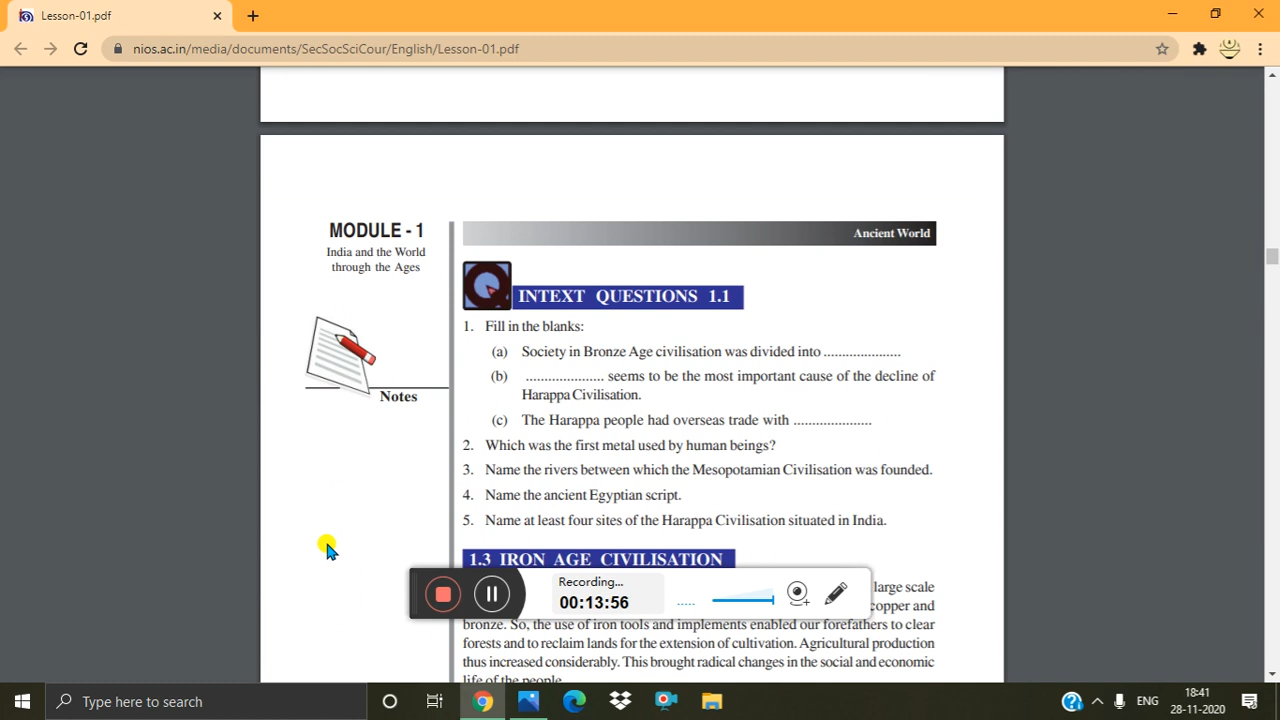 Lesson-01.pdf
nios.ac.in/media/documents/SecSocSciCour/English/Lesson-01.pdf
MODULE - 1
India and the World
through the Ages
Notes
Ancient World
INTEXT QUESTIONS 1.1
1. Fill in the blanks:
(a) Society in Bronze Age civilisation was divided into .....................
(b) ..................... seems to be the most important cause of the decline of
Harappa Civilisation.
(c) The Harappa people had overseas trade with .....................
2. Which was the first metal used by human beings?
3. Name the rivers between which the Mesopotamian Civilisation was founded.
4. Name the ancient Egyptian script.
5. Name at least four sites of the Harappa Civilisation situated in India.
1.3 IRON AGE CIVILISATION
large scale
copper and
bronze. So, the use of iron tools and implements enabled our forefathers to clear
forests and to reclaim lands for the extension of cultivation. Agricultural production
thus increased considerably. This brought radical changes in the social and economic
life of the people.
Recording...
00:13:56
Type here to search
ENG
18:41
28-11-2020